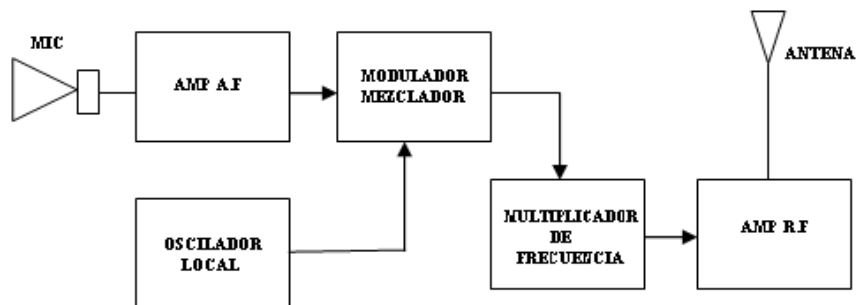 MIC
AMP A.F
MODULADOR
MEZCLADOR
ANTENA
OSCILADOR
LOCAL
MULTIPLICADOR
DE
FRECUENCIA
AMP R.F